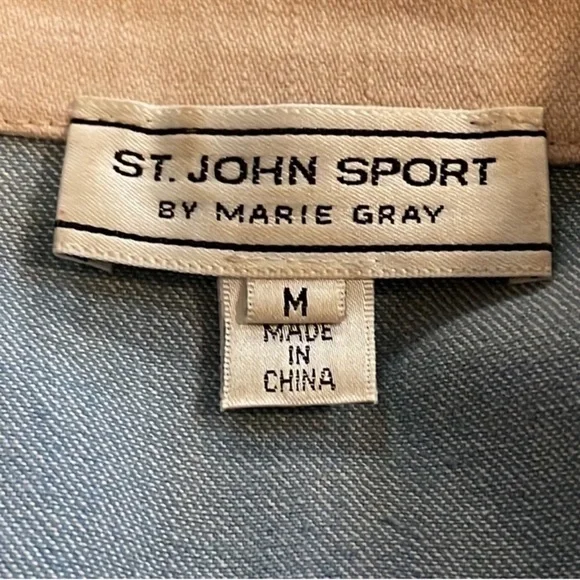 ST. JOHN SPORT
BY MARIE GRAY
M
MADE
IN
CHINA